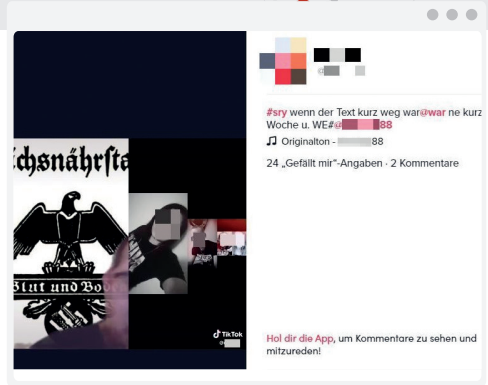 #sry wenn der Text kurz weg war@war ne kurz
Woche u. WE#@ 88
Originalton - 88
24 „Gefällt mir“-Angaben · 2 Kommentare
chsnährsta
Blut und Bode
TikTok
@
Hol dir die App, um Kommentare zu sehen und
mitzureden!